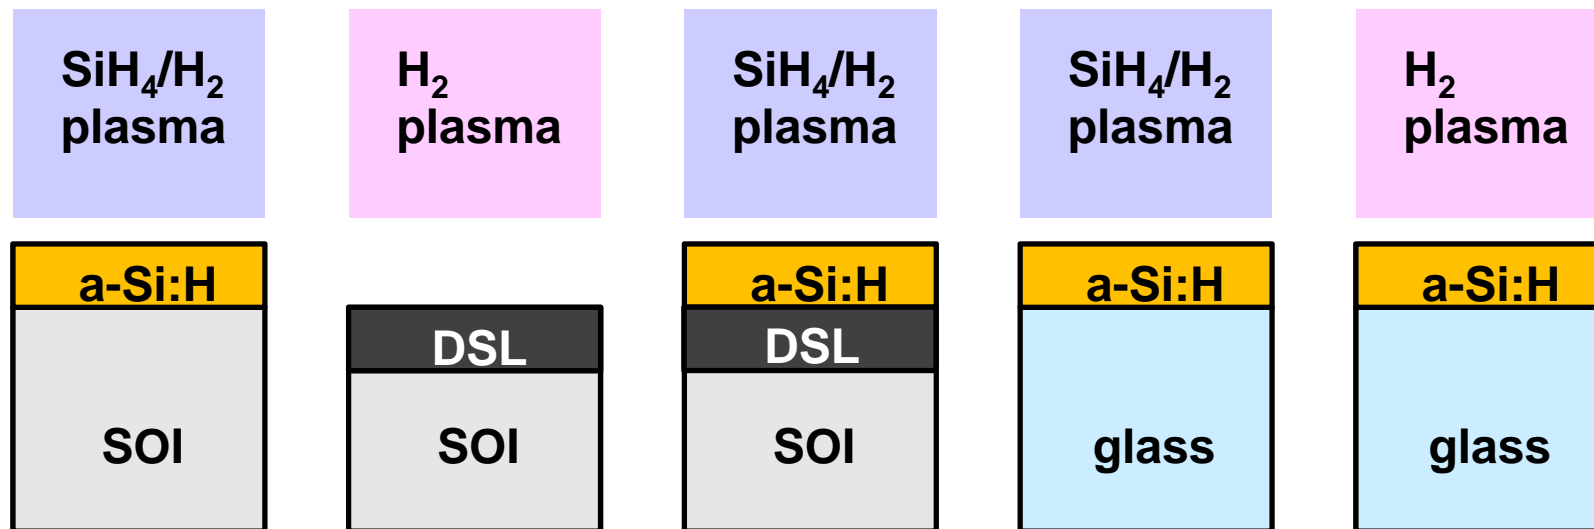 SiH₄/H₂
plasma
H₂
plasma
SiH₄/H₂
plasma
SiH₄/H₂
plasma
H₂
plasma
a-Si:H
SOI
DSL
SOI
a-Si:H
DSL
SOI
a-Si:H
glass
a-Si:H
glass